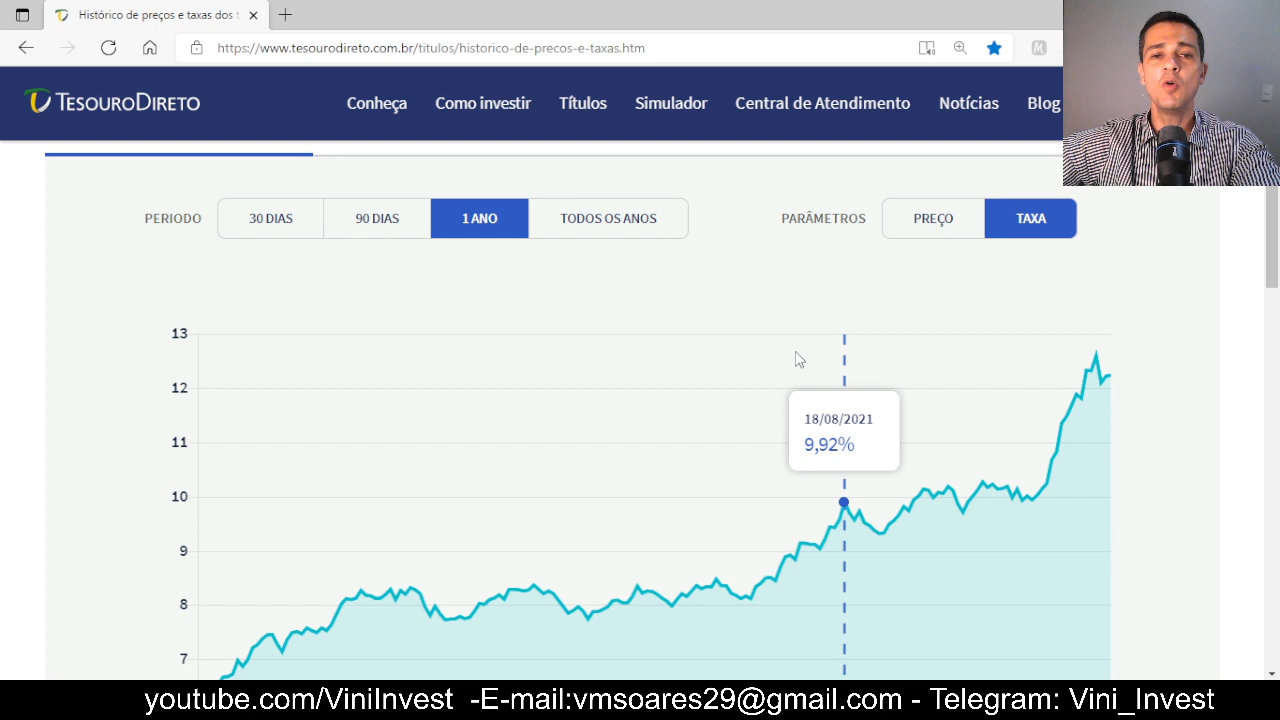 Histórico de preços e taxas dos t
https://www.tesourodireto.com.br/titulos/historico-de-precos-e-taxas.htm
TESOURODIRETO
Conheça Como investir Títulos Simulador Central de Atendimento Notícias Blog
PERIODO 30 DIAS 90 DIAS 1 ANO TODOS OS ANOS PARÂMETROS PREÇO TAXA
13
12
11
10
9
8
7
18/08/2021
9,92%
youtube.com/ViniInvest -E-mail:vmsoares29@gmail.com - Telegram: Vini_Invest